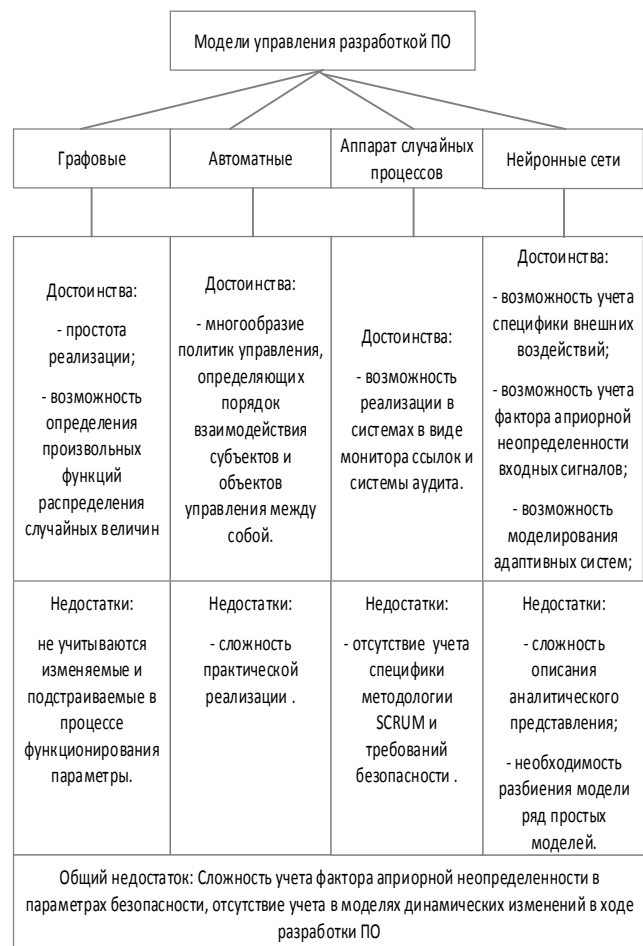 Модели управления разработкой ПО
Графовые
Автоматные
Аппарат случайных
процессов
Нейронные сети
Достоинства:
- простота
реализации;
- возможность
определения
произвольных
функций
распределения
случайных величин
Достоинства:
- многообразие
политик управления,
определяющих
порядок
взаимодействия
субъектов и
объектов
управления между
собой.
Достоинства:
- возможность
реализации в
системах в виде
монитора ссылок и
системы аудита.
Достоинства:
- возможность учета
специфики внешних
воздействий;
- возможность учета
фактора априорной
неопределенности
входных сигналов;
- возможность
моделирования
адаптивных систем;
Недостатки:
не учитываются
изменяемые и
подстраиваемые в
процессе
функционирования
параметры.
Недостатки:
- сложность
практической
реализации .
Недостатки:
- отсутствие учета
специфики
методологии
SCRUM и
требований
безопасности .
Недостатки:
- сложность
описания
аналитического
представления;
- необходимость
разбиения модели
ряд простых
моделей.
Общий недостаток: Сложность учета фактора априорной неопределенности в
параметрах безопасности, отсутствие учета в моделях динамических изменений в ходе
разработки ПО